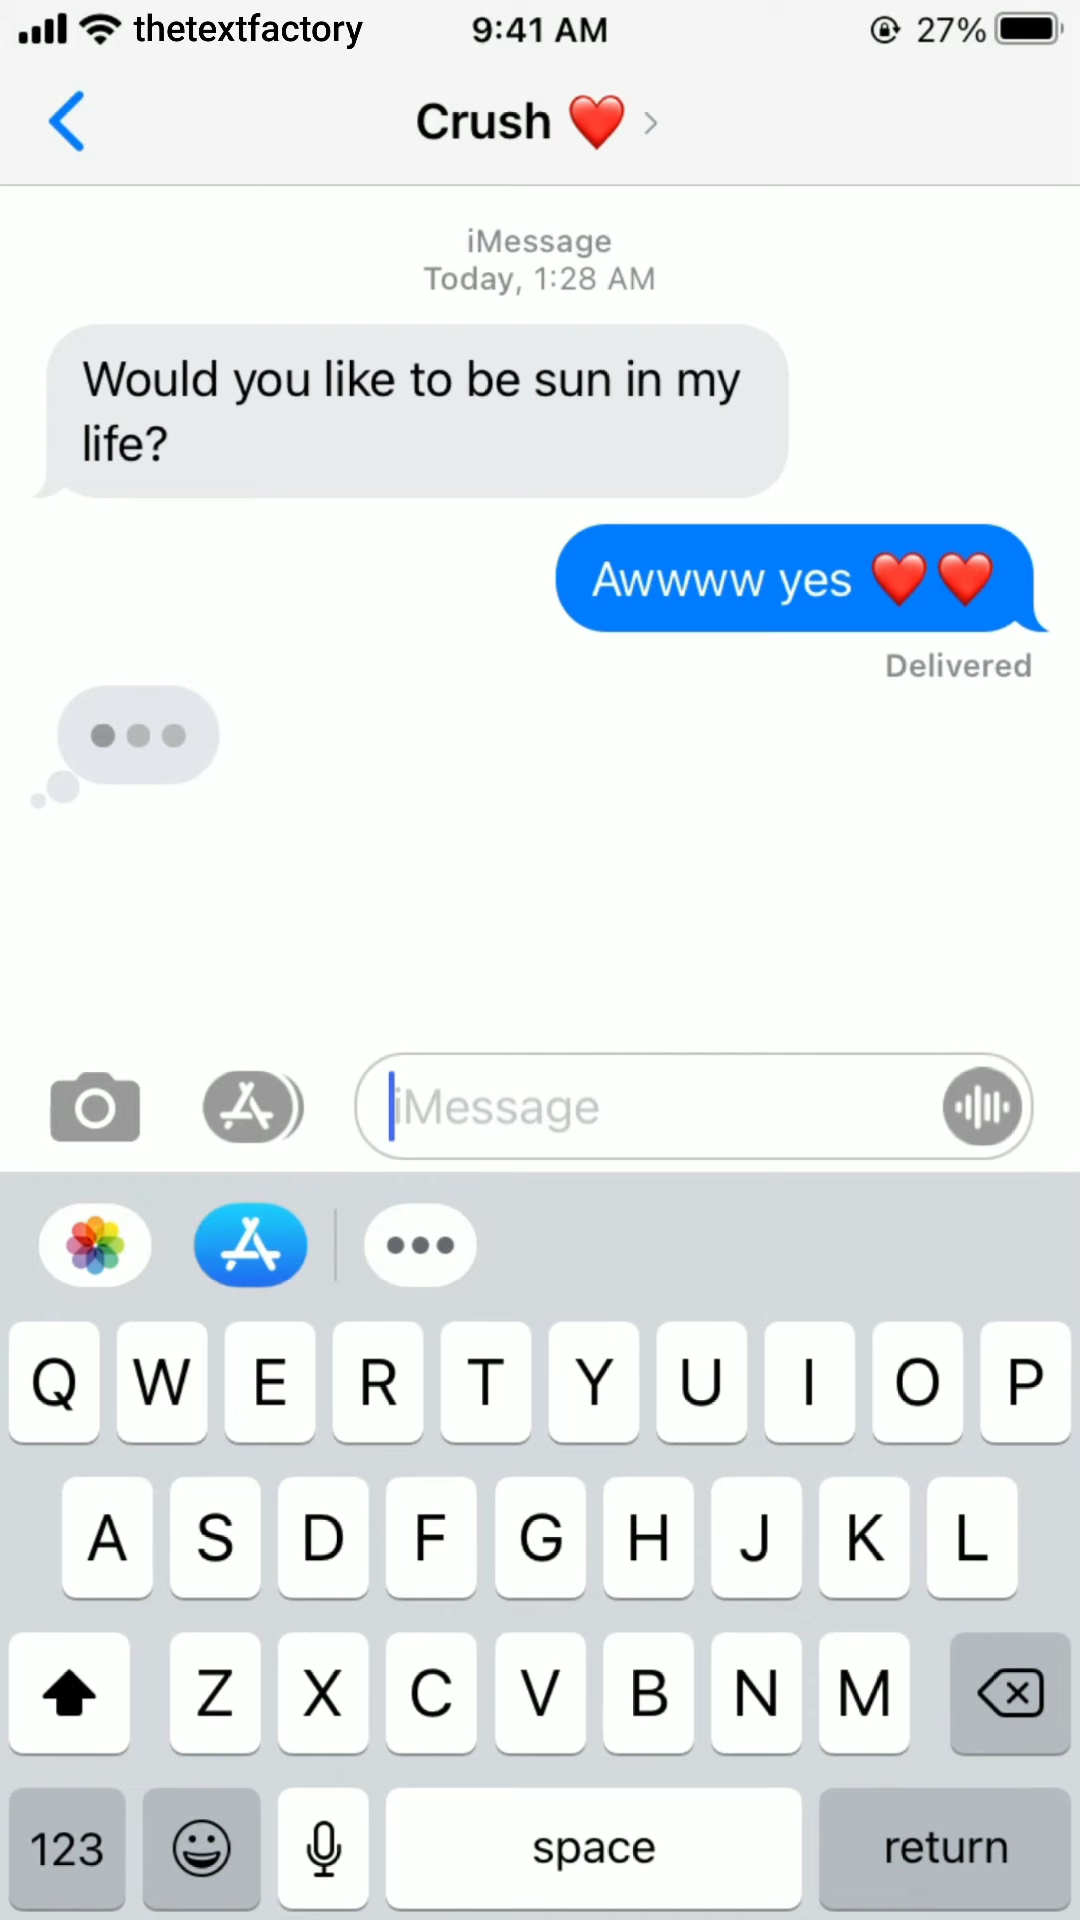 thetextfactory 9:41 AM 27%
Crush ❤️ >
iMessage
Today, 1:28 AM
Would you like to be sun in my
life?
Awwww yes ❤️❤️
Delivered
iMessage
Q W E R T Y U I O P
A S D F G H J K L
Z X C V B N M
123 space return